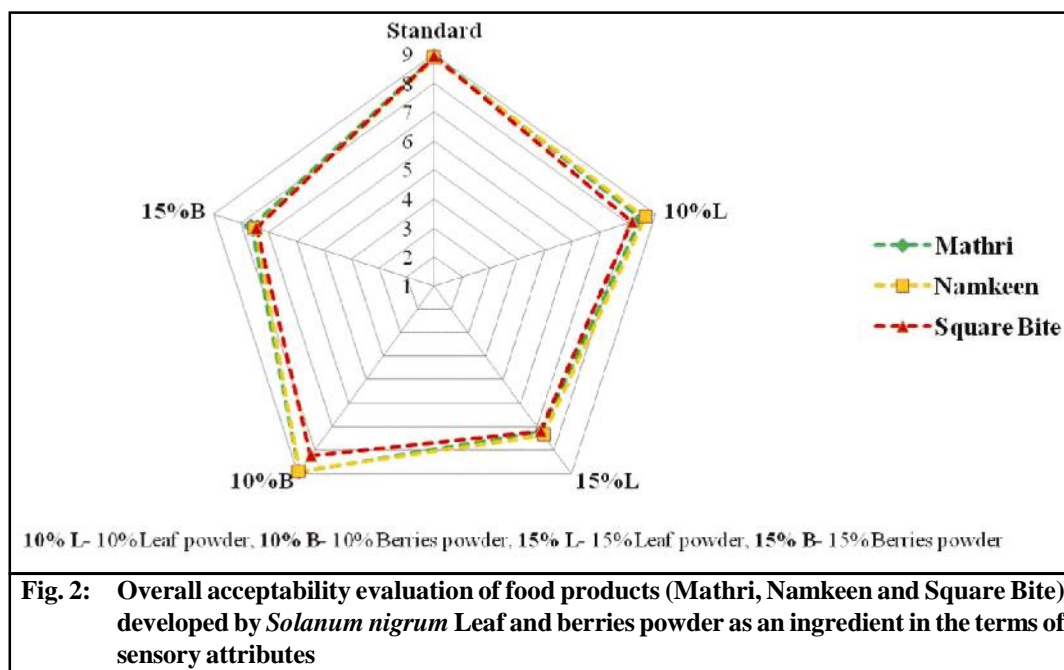 Standard
9
8
7
6
5
4
3
2
1
15%B
10%L
10%B
15%L
Mathri
Namkeen
Square Bite
10% L- 10% Leaf powder, 10% B- 10% Berries powder, 15% L- 15% Leaf powder, 15% B- 15% Berries powder
Fig. 2: Overall acceptability evaluation of food products (Mathri, Namkeen and Square Bite)
developed by Solanum nigrum Leaf and berries powder as an ingredient in the terms of
sensory attributes